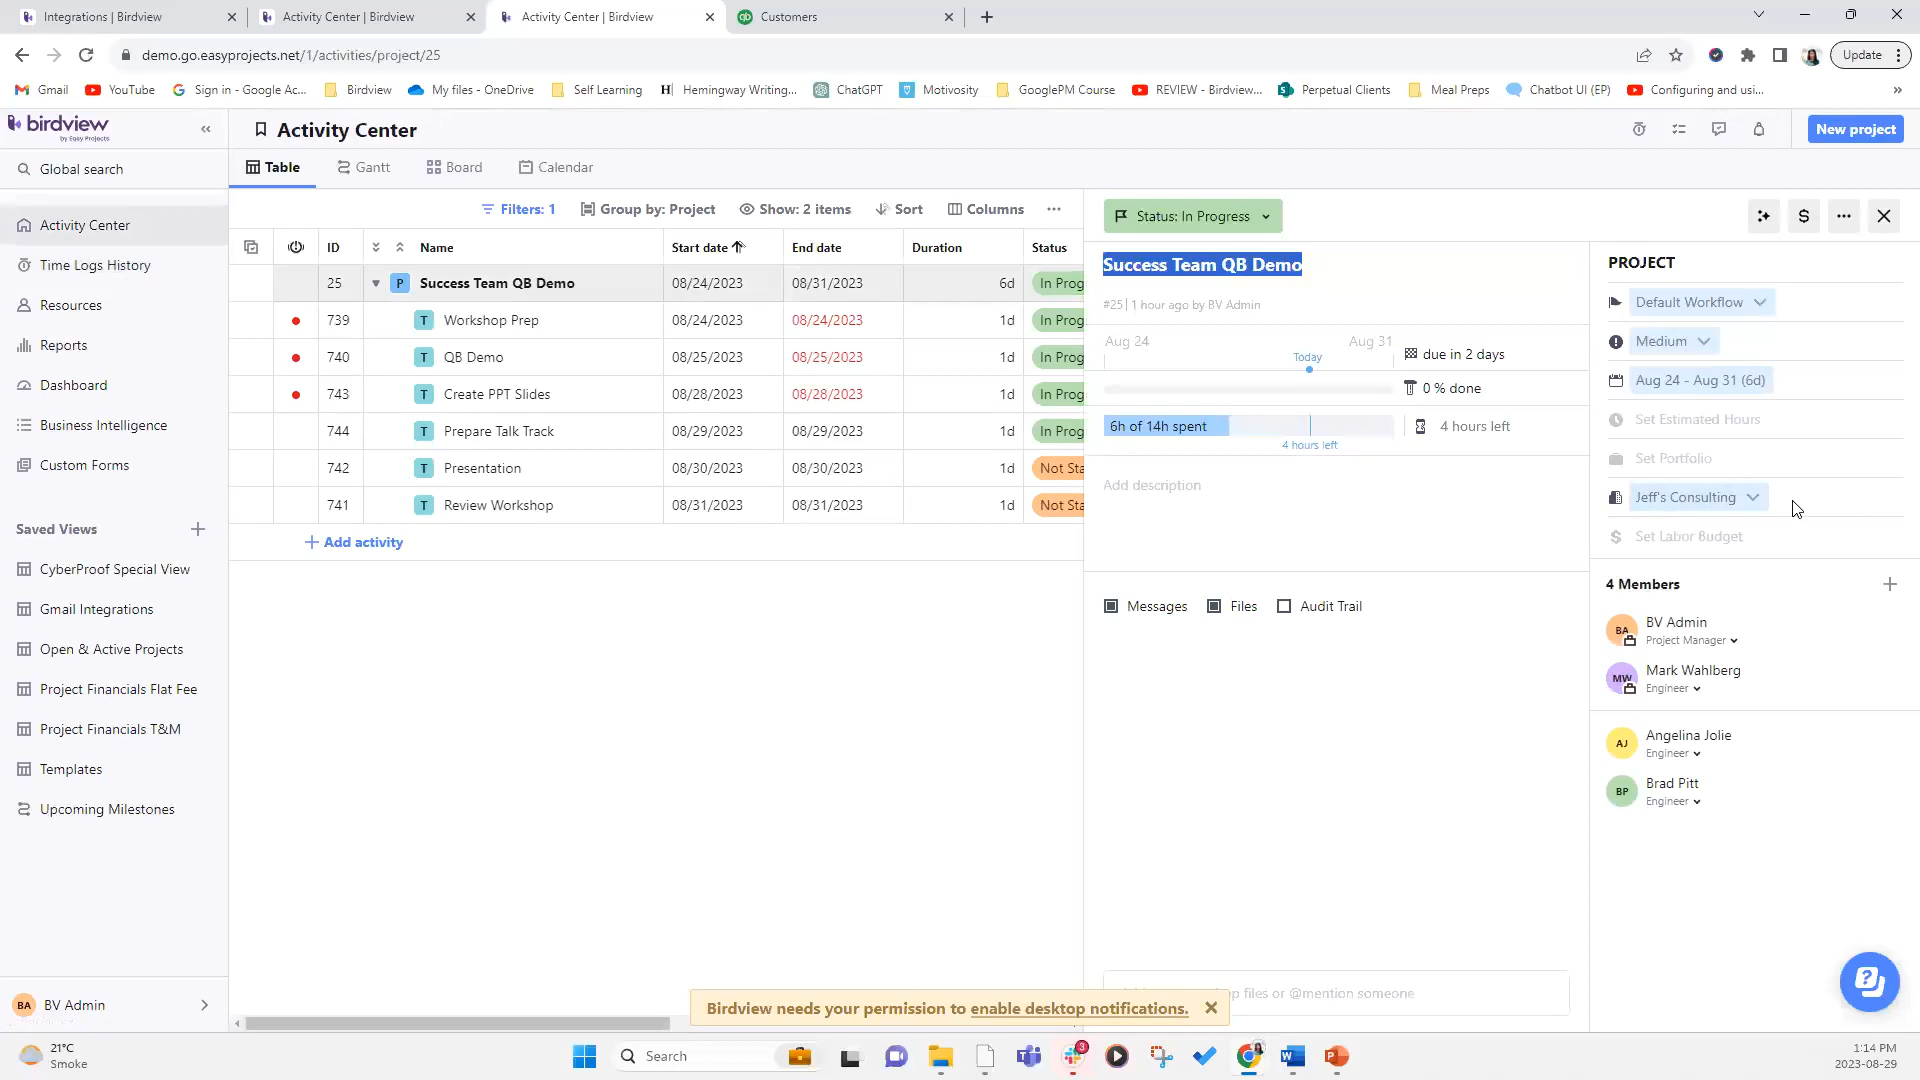 Integrations | Birdview
Activity Center | Birdview
Activity Center | Birdview
Customers
demo.go.easyprojects.net/1/activities/project/25
Update
Gmail
YouTube
Sign in - Google Ac...
Birdview
My files - OneDrive
Self Learning
Hemingway Writing...
ChatGPT
Motivosity
GooglePM Course
REVIEW - Birdview...
Perpetual Clients
Meal Preps
Chatbot UI (EP)
Configuring and usi...
birdview
by Easy Projects
Activity Center
New project
Global search
Table
Gantt
Board
Calendar
Activity Center
Time Logs History
Resources
Reports
Dashboard
Business Intelligence
Custom Forms
Saved Views
CyberProof Special View
Gmail Integrations
Open & Active Projects
Project Financials Flat Fee
Project Financials T&M
Templates
Upcoming Milestones
BA BV Admin
Filters: 1
Group by: Project
Show: 2 items
Sort
Columns
ID Name Start date End date Duration Status
25 P Success Team QB Demo 08/24/2023 08/31/2023 6d In Prog
739 T Workshop Prep 08/24/2023 08/24/2023 1d In Prog
740 T QB Demo 08/25/2023 08/25/2023 1d In Prog
743 T Create PPT Slides 08/28/2023 08/28/2023 1d In Prog
744 T Prepare Talk Track 08/29/2023 08/29/2023 1d In Prog
742 T Presentation 08/30/2023 08/30/2023 1d Not Sta
741 T Review Workshop 08/31/2023 08/31/2023 1d Not Sta
Add activity
Status: In Progress
Success Team QB Demo
#25 | 1 hour ago by BV Admin
Aug 24
Aug 31
Today
due in 2 days
0 % done
6h of 14h spent
4 hours left
4 hours left
Add description
Messages
Files
Audit Trail
files or @mention someone
PROJECT
Default Workflow
Medium
Aug 24 - Aug 31 (6d)
Set Estimated Hours
Set Portfolio
Jeff's Consulting
Set Labor Budget
4 Members
BA BV Admin
Project Manager
MW Mark Wahlberg
Engineer
AJ Angelina Jolie
Engineer
BP Brad Pitt
Engineer
Birdview needs your permission to enable desktop notifications.
21°C
Smoke
Search
3
1:14 PM
2023-08-29